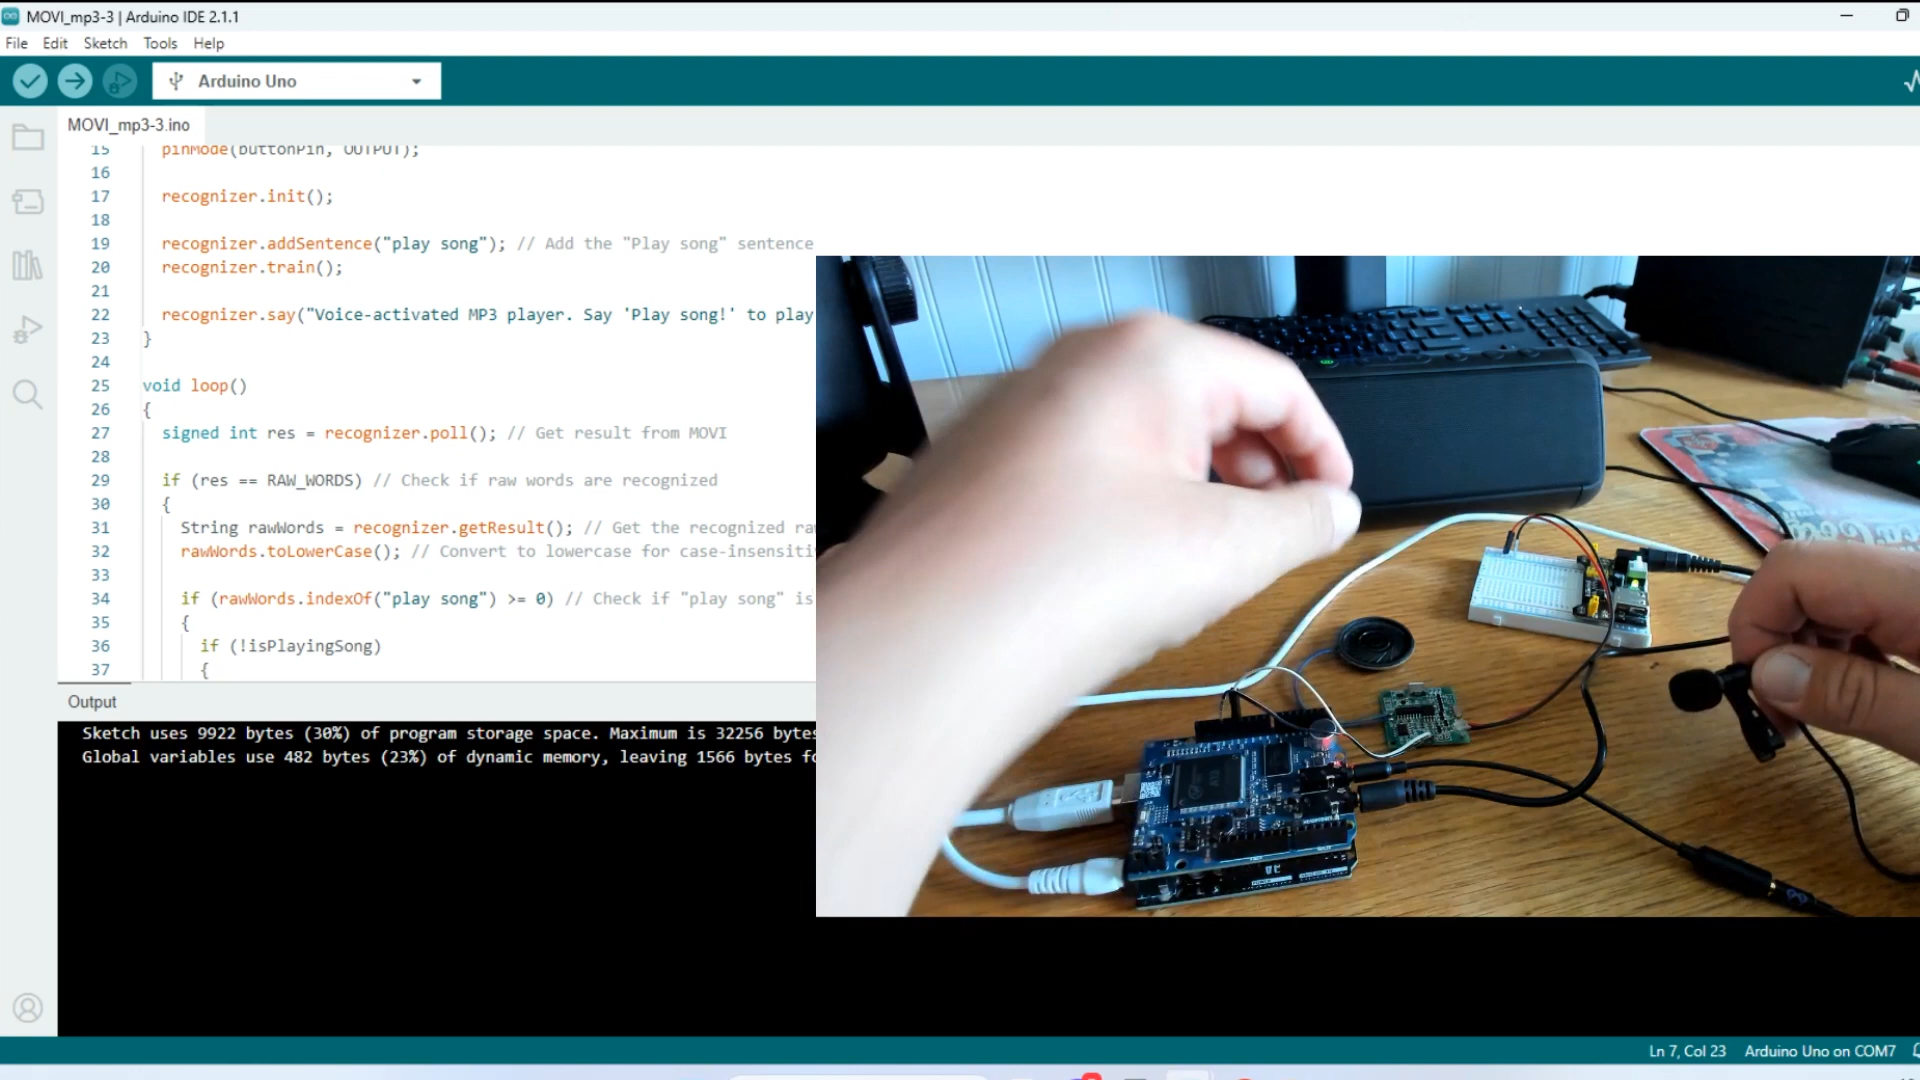 MOVI_mp3-3 | Arduino IDE 2.1.1
File Edit Sketch Tools Help
Arduino Uno
MOVI_mp3-3.ino
15 pinMode(buttonPin, OUTPUT);
16
17 recognizer.init();
18
19 recognizer.addSentence("play song"); // Add the "Play song" sentence
20 recognizer.train();
21
22 recognizer.say("Voice-activated MP3 player. Say 'Play song!' to play
23 }
24
25 void loop()
26 {
27 signed int res = recognizer.poll(); // Get result from MOVI
28
29 if (res == RAW_WORDS) // Check if raw words are recognized
30 {
31 String rawWords = recognizer.getResult(); // Get the recognized
32 rawWords.toLowerCase(); // Convert to lowercase for
33
34 if (rawWords.indexOf("play song") >= 0) // Check if "play song" is
35 {
36 if (!isPlayingSong)
37 {
Output
Sketch uses 9922 bytes (30%) of program storage space. Maximum is 32256 bytes
Global variables use 482 bytes (23%) of dynamic memory, leaving 1566 bytes
Ln 7, Col 23 Arduino Uno on COM7